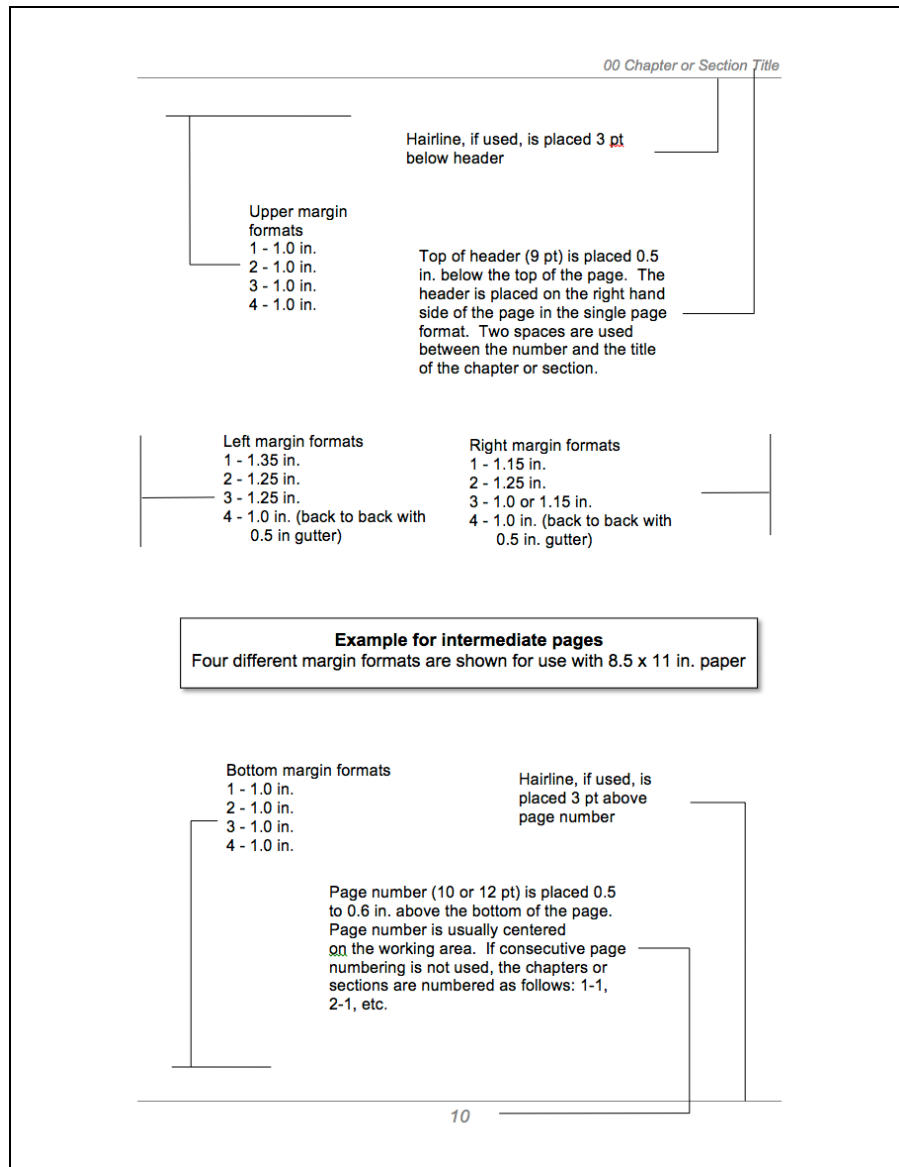 00 Chapter or Section Title
Hairline, if used, is placed 3 pt
below header
Upper margin
formats
1 - 1.0 in.
2 - 1.0 in.
3 - 1.0 in.
4 - 1.0 in.
Top of header (9 pt) is placed 0.5
in. below the top of the page.  The
header is placed on the right hand
side of the page in the single page
format.  Two spaces are used
between the number and the title
of the chapter or section.
Left margin formats
1 - 1.35 in.
2 - 1.25 in.
3 - 1.25 in.
4 - 1.0 in. (back to back with
0.5 in gutter)
Right margin formats
1 - 1.15 in.
2 - 1.25 in.
3 - 1.0 or 1.15 in.
4 - 1.0 in. (back to back with
0.5 in. gutter)
Example for intermediate pages
Four different margin formats are shown for use with 8.5 x 11 in. paper
Bottom margin formats
1 - 1.0 in.
2 - 1.0 in.
3 - 1.0 in.
4 - 1.0 in.
Hairline, if used, is
placed 3 pt above
page number
Page number (10 or 12 pt) is placed 0.5
to 0.6 in. above the bottom of the page.
Page number is usually centered
on the working area.  If consecutive page
numbering is not used, the chapters or
sections are numbered as follows: 1-1,
2-1, etc.
10